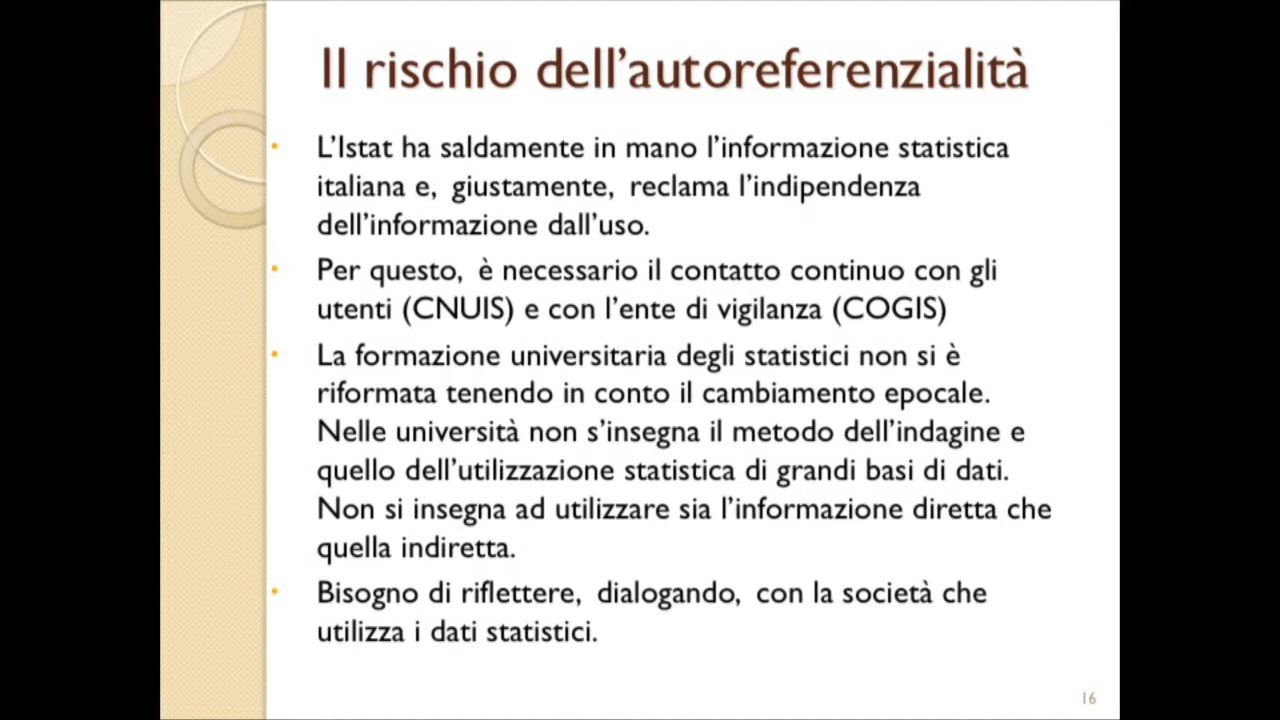 Il rischio dell'autoreferenzialità
• L'Istat ha saldamente in mano l'informazione statistica
italiana e, giustamente, reclama l'indipendenza
dell'informazione dall'uso.
• Per questo, è necessario il contatto continuo con gli
utenti (CNUIS) e con l'ente di vigilanza (COGIS)
• La formazione universitaria degli statistici non si è
riformata tenendo in conto il cambiamento epocale.
Nelle università non s'insegna il metodo dell'indagine e
quello dell'utilizzazione statistica di grandi basi di dati.
Non si insegna ad utilizzare sia l'informazione diretta che
quella indiretta.
• Bisogno di riflettere, dialogando, con la società che
utilizza i dati statistici.
16